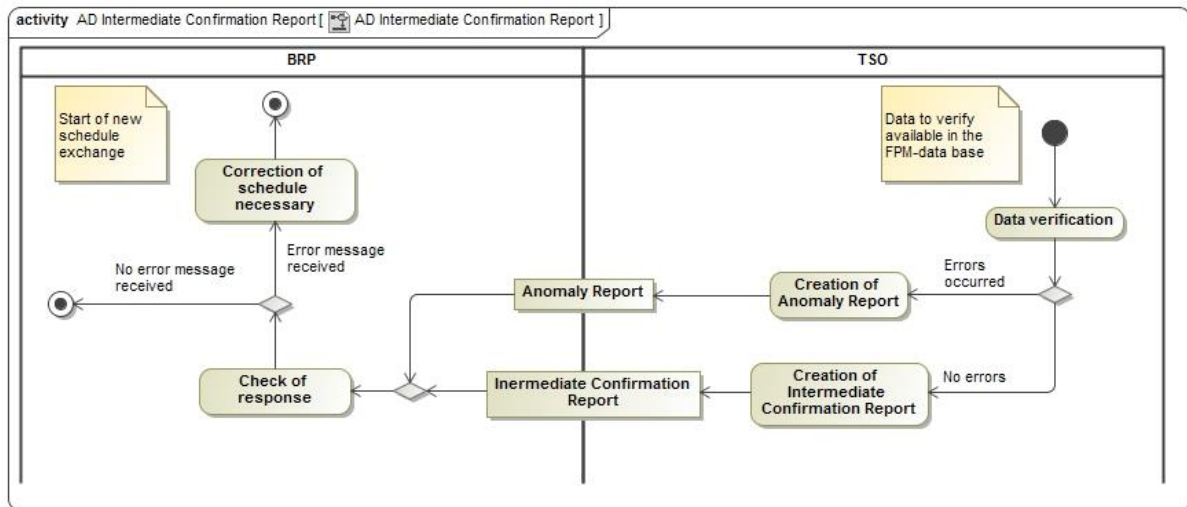 activity AD Intermediate Confirmation Report [ AD Intermediate Confirmation Report ]
BRP
TSO
Start of new
schedule
exchange
Data to verify
available in the
FPM-data base
Correction of
schedule
necessary
Data verification
Error message
received
No error message
received
Errors
occurred
Anomaly Report
Creation of
Anomaly Report
Check of
response
Inermediate Confirmation
Report
Creation of
Intermediate
Confirmation Report
No errors